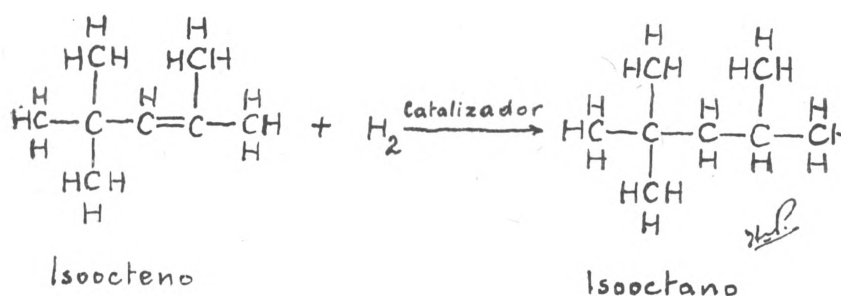 H H
HCH HCH
H H H
HC—C—C=C—CH
H H
HCH
H
Isoocteno
+ H₂ Catalizador
H H
HCH HCH
H H
HC—C—C—C—CH
H H H H
HCH
H
Isooctano